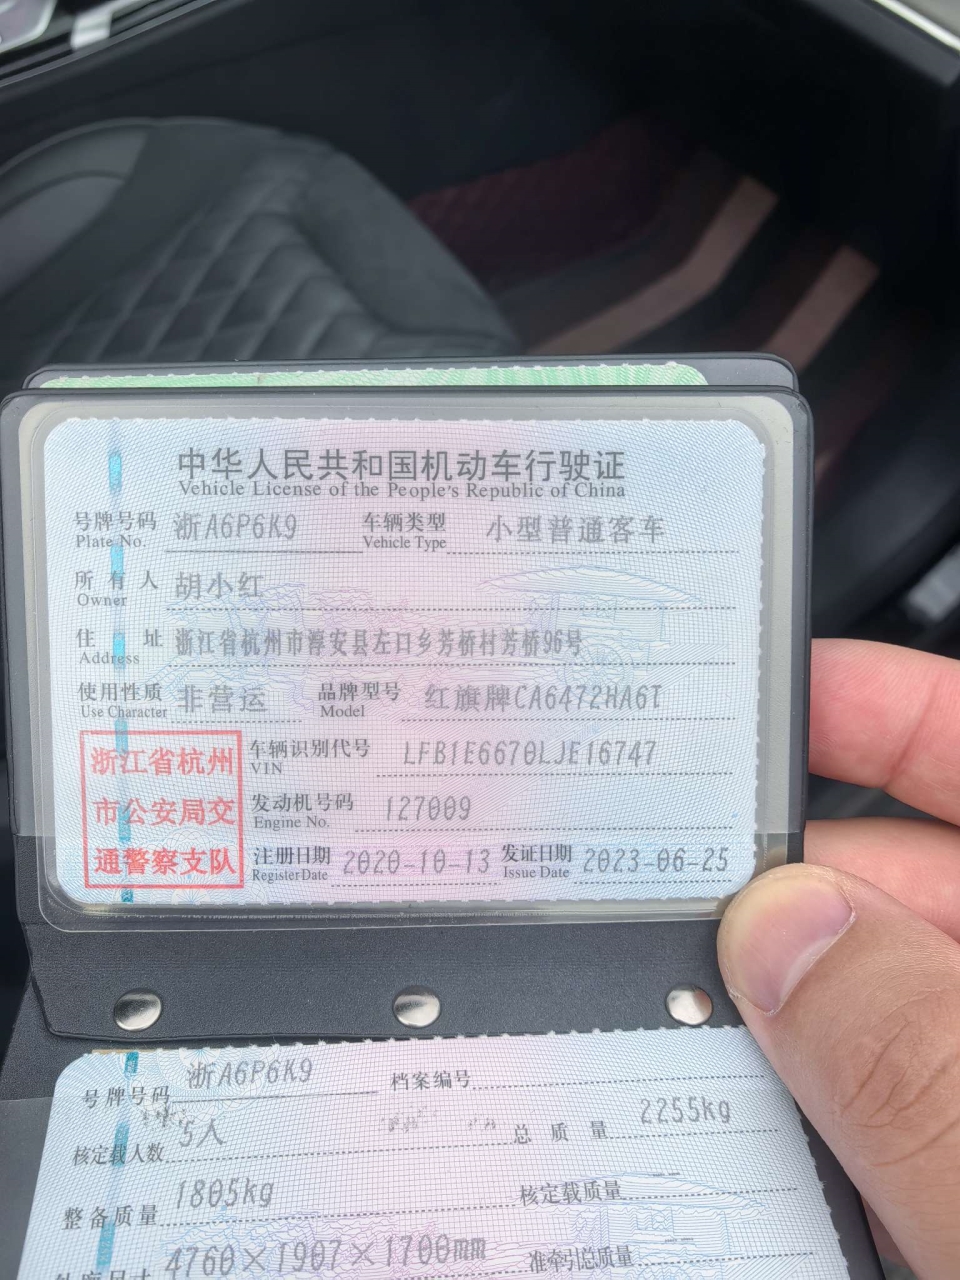 中华人民共和国机动车行驶证
Vehicle License of the People's Republic of China
号牌号码 浙A6P6K9 车辆类型 小型普通客车
Plate No. Vehicle Type
所有人 胡小红
Owner
住址 浙江省杭州市淳安县左口乡芳桥村芳桥96号
Address
使用性质 非营运 品牌型号 红旗牌CA6472HA6T
Use Character Model
浙江省杭州
市公安局交
通警察支队
车辆识别代号 LFB1E6670LJE16747
VIN
发动机号码 127009
Engine No.
注册日期 2020-10-13 发证日期 2023-06-25
Register Date Issue Date
号牌号码 浙A6P6K9 档案编号
核定载人数 5人 总质量 2255kg
整备质量 1805kg 核定载质量
外廓尺寸 4760×1907×1700mm 准牵引总质量